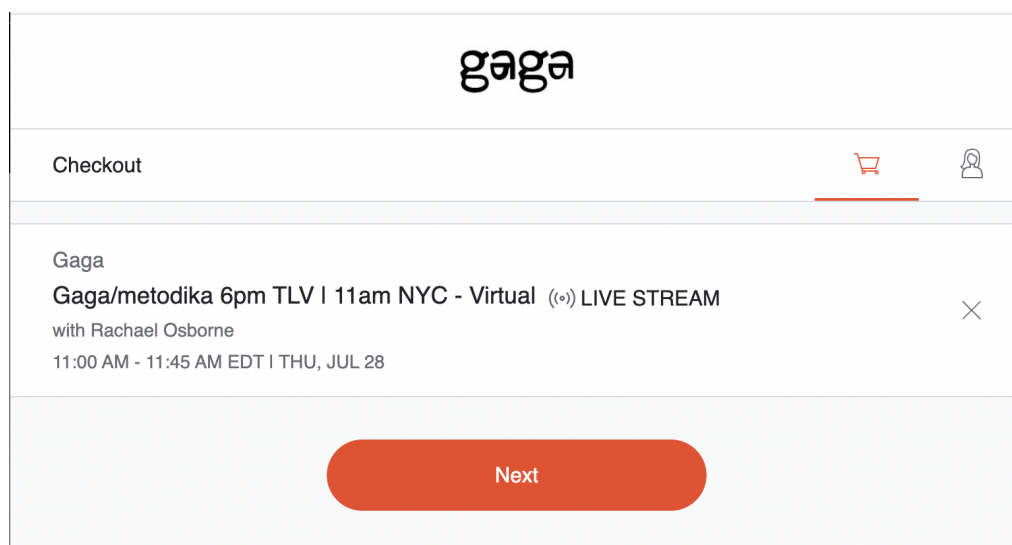 gaga
Checkout
Gaga
Gaga/metodika 6pm TLV | 11am NYC - Virtual ((•)) LIVE STREAM
with Rachael Osborne
11:00 AM - 11:45 AM EDT | THU, JUL 28
Next